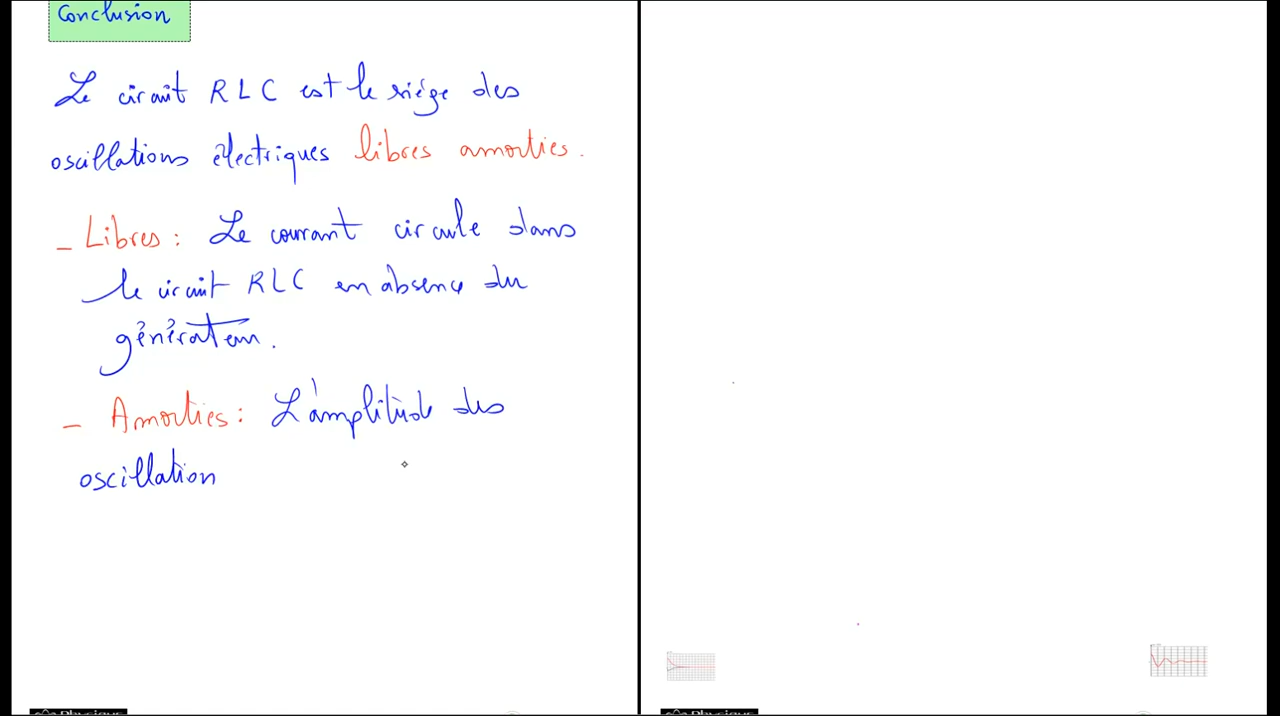 Conclusion
Le circuit RLC est le siège des
oscillations électriques libres amorties.
- Libres : Le courant circule dans
le circuit RLC en absence du
générateur.
- Amorties : L'amplitude des
oscillation